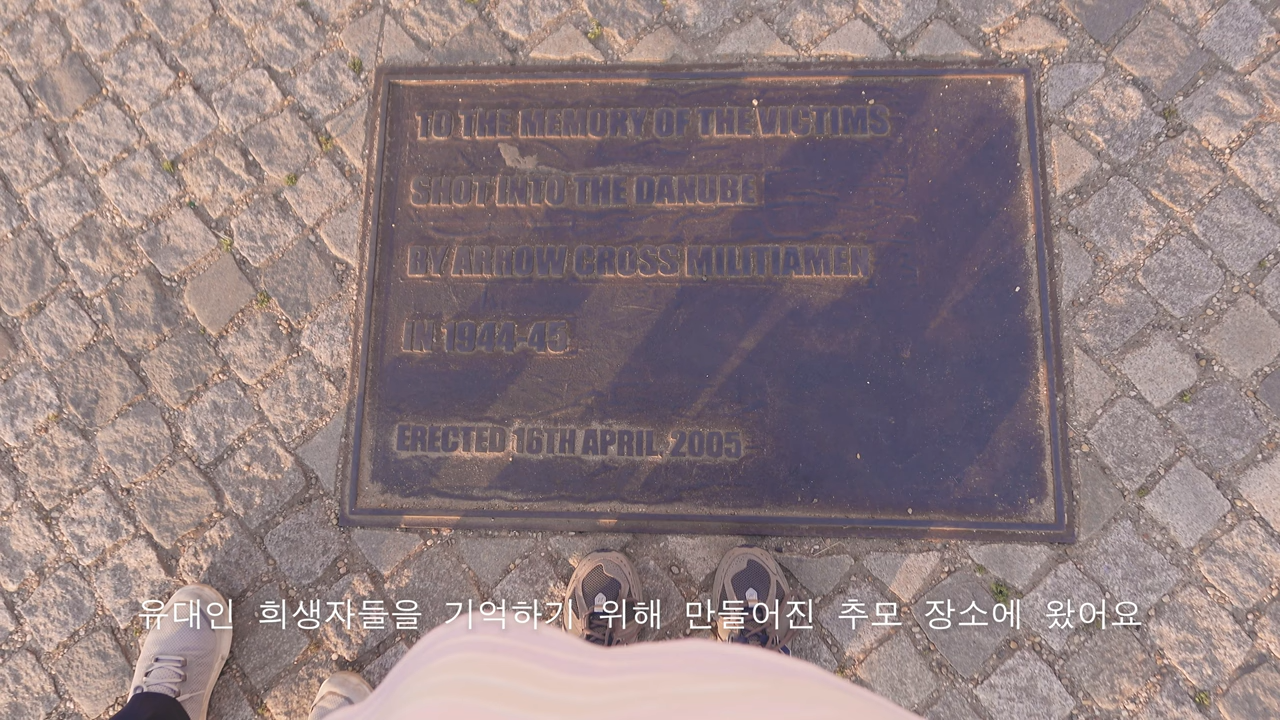 TO THE MEMORY OF THE VICTIMS
SHOT INTO THE DANUBE
BY ARROW CROSS MILITIAMEN
IN 1944-45
ERECTED 16TH APRIL 2005
유대인 희생자들을 기억하기 위해 만들어진 추모 장소에 왔어요